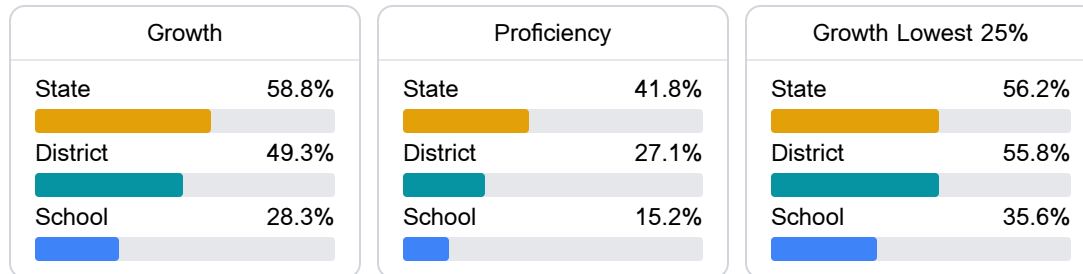 Growth
State 58.8%
District 49.3%
School 28.3%
Proficiency
State 41.8%
District 27.1%
School 15.2%
Growth Lowest 25%
State 56.2%
District 55.8%
School 35.6%